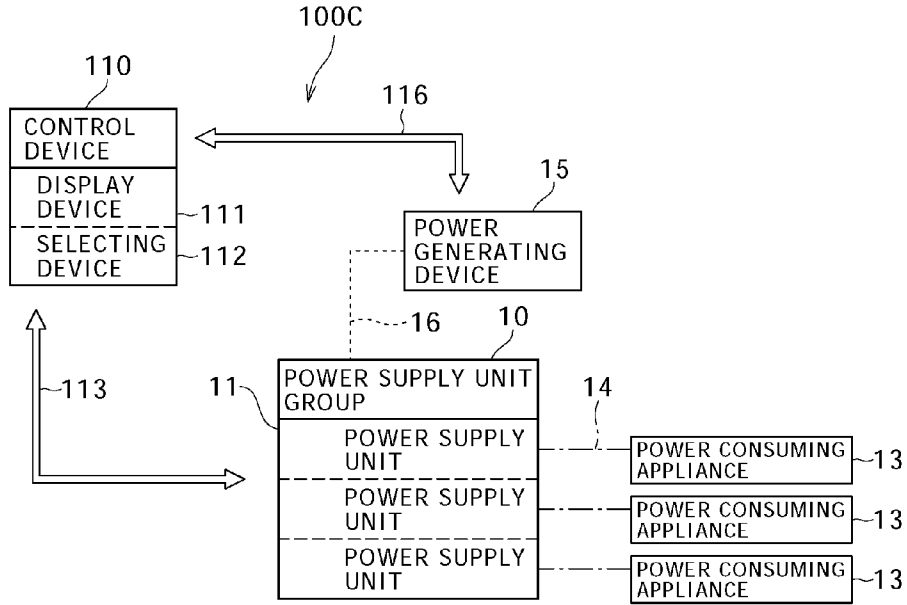 100C
110
116
CONTROL
DEVICE
DISPLAY
DEVICE
111
SELECTING
DEVICE
112
15
POWER
GENERATING
DEVICE
16
10
113
11
POWER SUPPLY UNIT
GROUP
14
POWER SUPPLY
UNIT
POWER CONSUMING
APPLIANCE
13
POWER SUPPLY
UNIT
POWER CONSUMING
APPLIANCE
13
POWER SUPPLY
UNIT
POWER CONSUMING
APPLIANCE
13